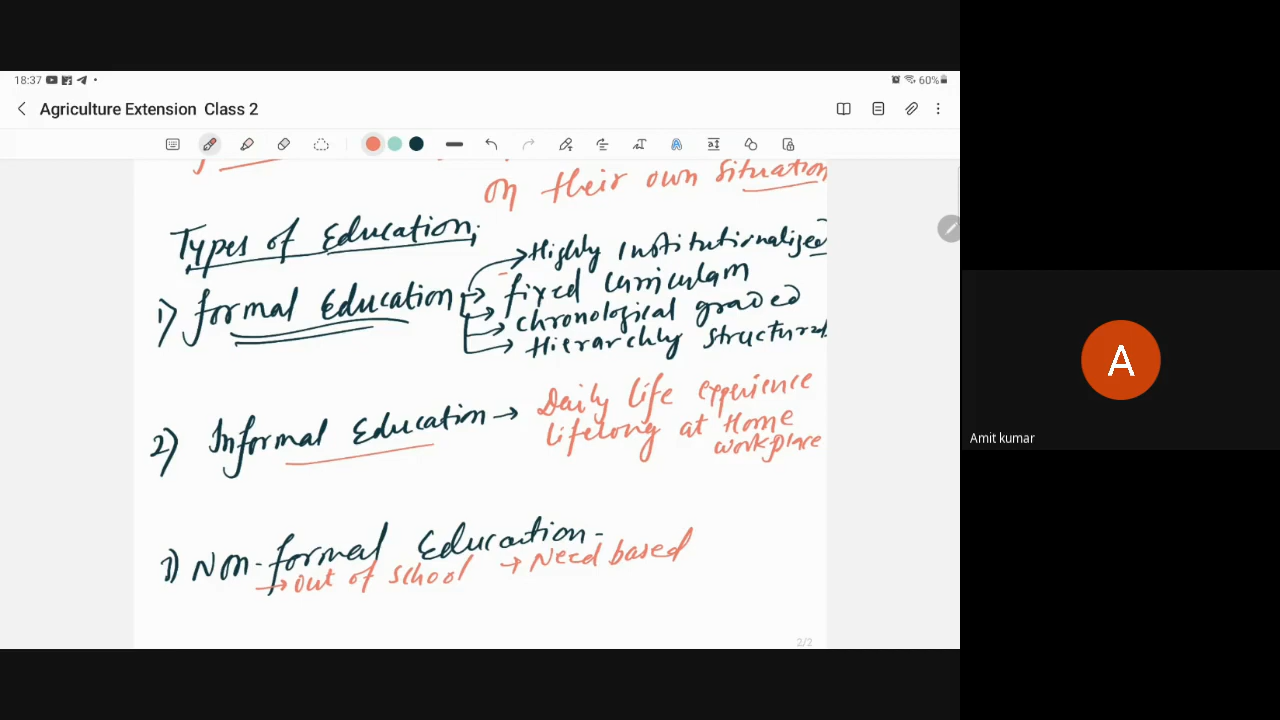 18:37 60%
Agriculture Extension Class 2
on their own situation
Types of Education,
Highly Institutionalized
1) formal Education
fixed curriculam
chronological graded
Hierarchly structured
Daily life experience
2) Informal Education → lifelong at Home
workplace
3) Non-formal Education -
→ out of school → Need based
2/2
A
Amit kumar